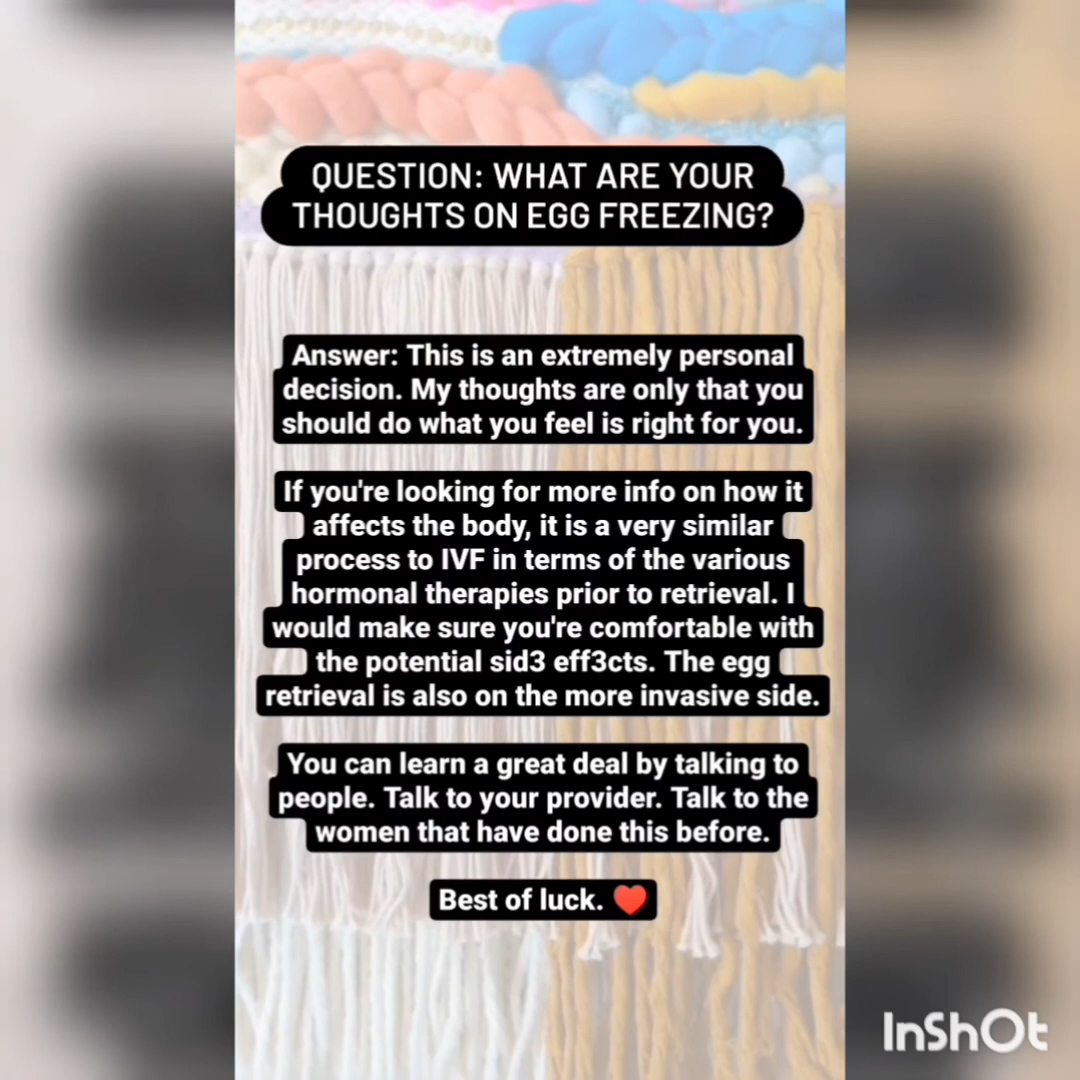 QUESTION: WHAT ARE YOUR
THOUGHTS ON EGG FREEZING?
Answer: This is an extremely personal
decision. My thoughts are only that you
should do what you feel is right for you.
If you're looking for more info on how it
affects the body, it is a very similar
process to IVF in terms of the various
hormonal therapies prior to retrieval. I
would make sure you're comfortable with
the potential sid3 eff3cts. The egg
retrieval is also on the more invasive side.
You can learn a great deal by talking to
people. Talk to your provider. Talk to the
women that have done this before.
Best of luck. ♥️
InShOt